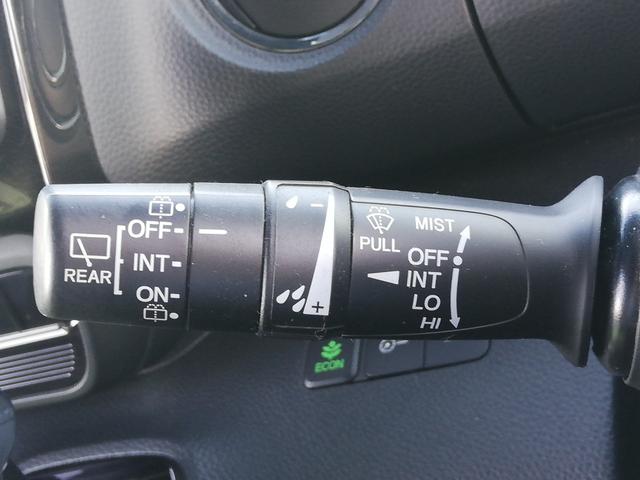 REAR
OFF
INT
ON
- +
PULL
MIST
OFF
INT
LO
HI
ECON